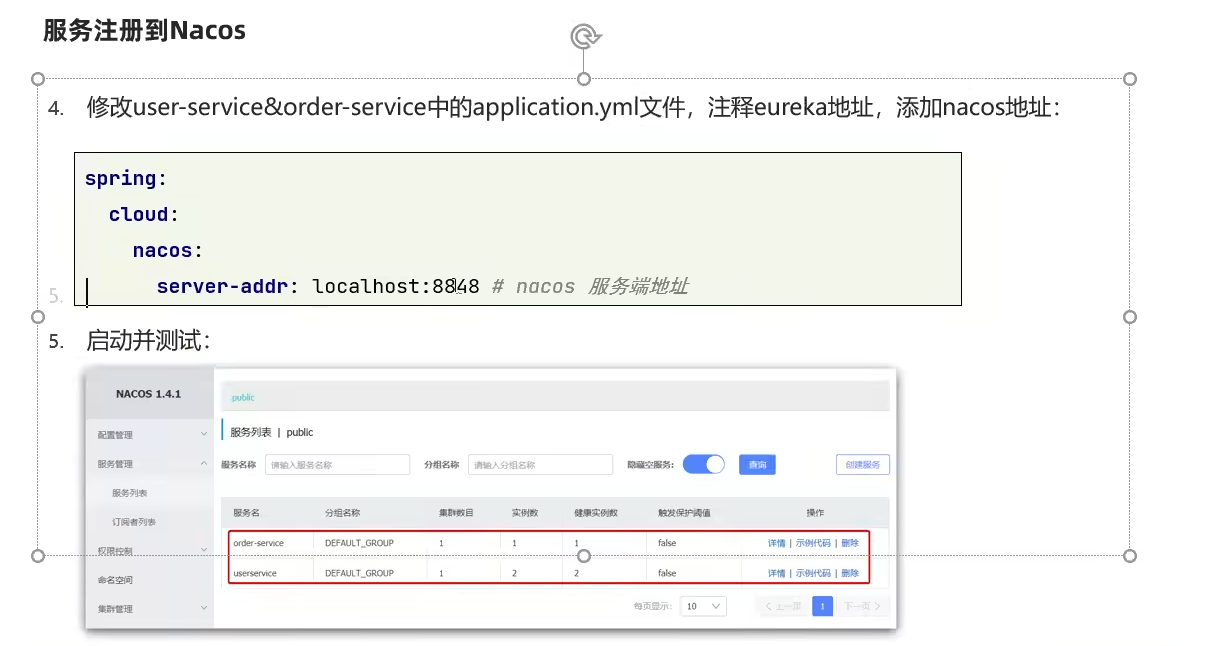 服务注册到Nacos
4. 修改user-service&order-service中的application.yml文件，注释eureka地址，添加nacos地址：
spring:
cloud:
nacos:
server-addr: localhost:8848 # nacos 服务端地址
5.
5. 启动并测试：
NACOS 1.4.1
public
配置管理
服务列表 | public
服务管理
服务名称 请输入服务名称 分组名称 请输入分组名称 隐藏空服务: 查询 创建服务
服务列表
服务名 分组名称 集群数目 实例数 健康实例数 触发保护阈值 操作
订阅者列表
order-service DEFAULT_GROUP 1 1 1 false 详情 | 示例代码 | 删除
权限控制
userservice DEFAULT_GROUP 1 2 2 false 详情 | 示例代码 | 删除
命名空间
集群管理
每页显示: 10 < 上一页 1 下一页 >